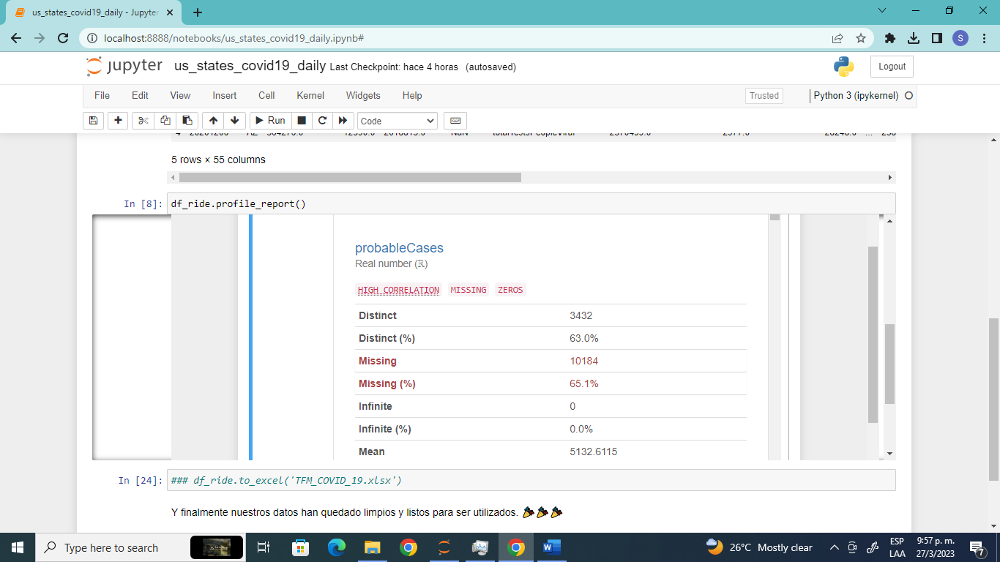 us_states_covid19_daily - Jupyter
localhost:8888/notebooks/us_states_covid19_daily.ipynb#
S
jupyter us_states_covid19_daily Last Checkpoint: hace 4 horas (autosaved)
Logout
File Edit View Insert Cell Kernel Widgets Help
Trusted
Python 3 (ipykernel)
Run
Code
5 rows × 55 columns
In [8]: df_ride.profile_report()
probableCases
Real number (ℝ)
HIGH CORRELATION MISSING ZEROS
Distinct 3432
Distinct (%) 63.0%
Missing 10184
Missing (%) 65.1%
Infinite 0
Infinite (%) 0.0%
Mean 5132.6115
In [24]: ### df_ride.to_excel('TFM_COVID_19.xlsx')
Y finalmente nuestros datos han quedado limpios y listos para ser utilizados. 🎉🎉🎉
Type here to search
26°C Mostly clear
ESP
LAA
9:57 p. m.
27/3/2023
7